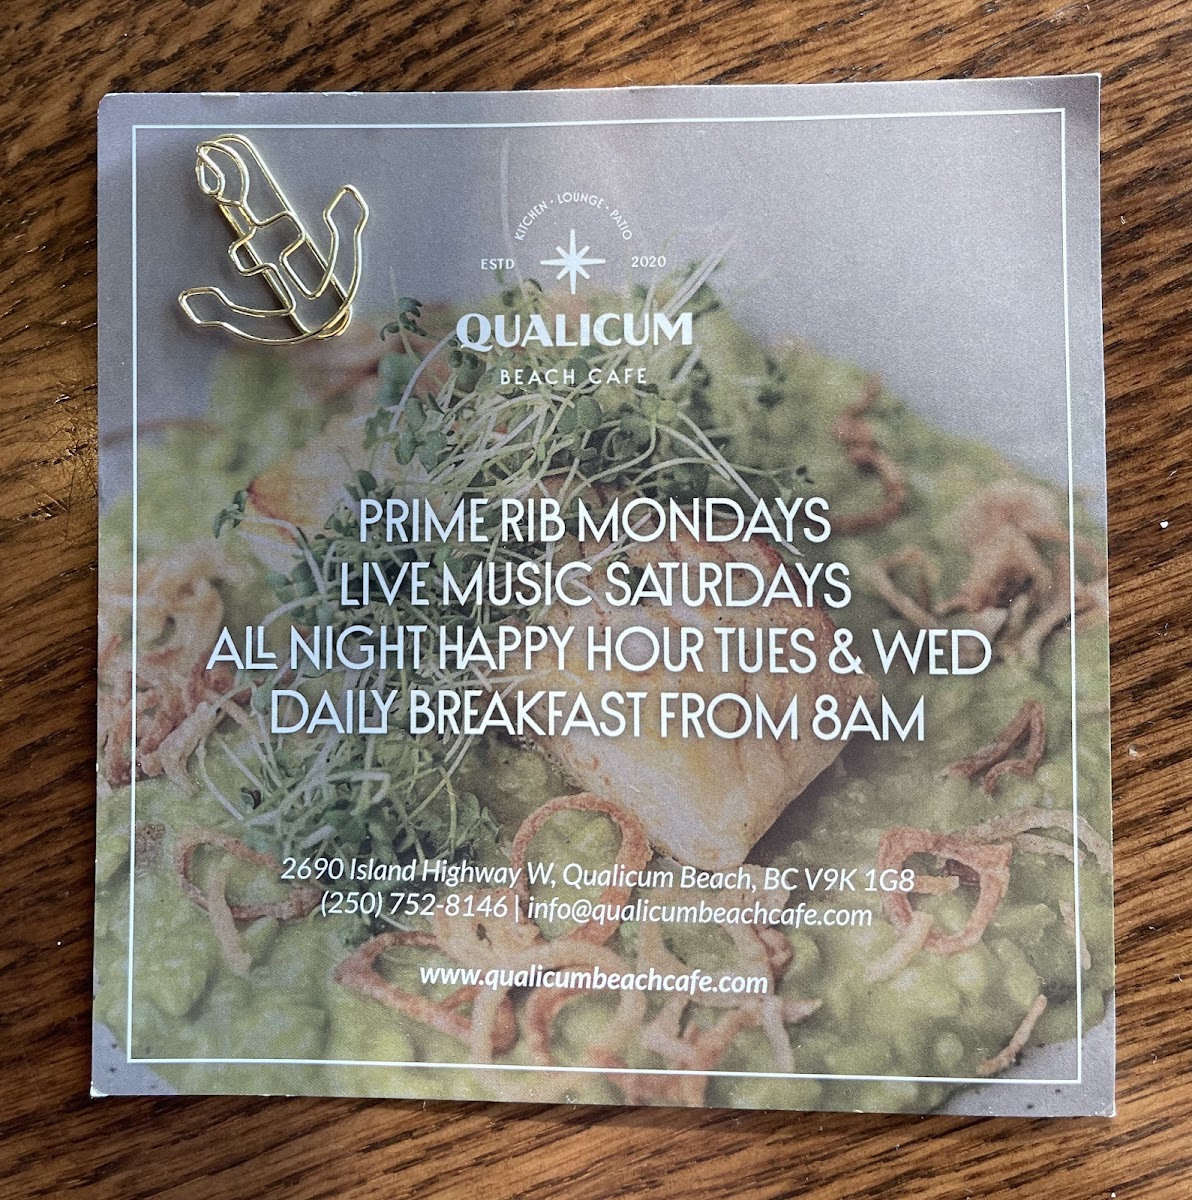 KITCHEN · LOUNGE · PATIO
ESTD 2020
QUALICUM
BEACH CAFE
PRIME RIB MONDAYS
LIVE MUSIC SATURDAYS
ALL NIGHT HAPPY HOUR TUES & WED
DAILY BREAKFAST FROM 8AM
2690 Island Highway W, Qualicum Beach, BC V9K 1G8
(250) 752-8146 | info@qualicumbeachcafe.com
www.qualicumbeachcafe.com